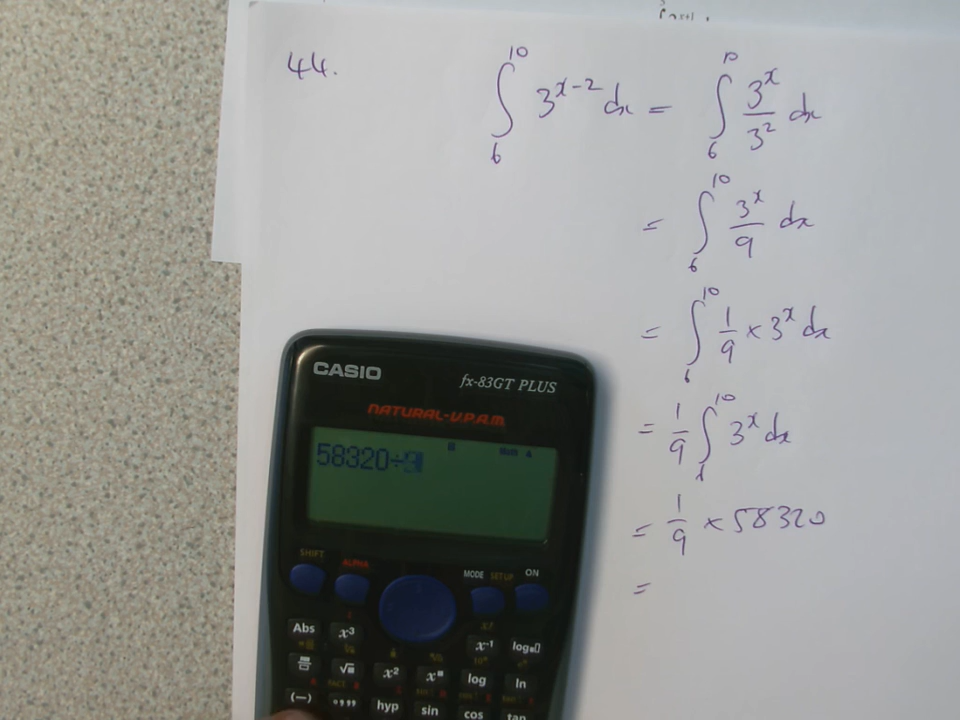 44. ∫₆¹⁰ 3^(x-2) dx = ∫₆¹⁰ 3^x/3² dx
= ∫₆¹⁰ 3^x/9 dx
= ∫₆¹⁰ 1/9 × 3^x dx
= 1/9 ∫¹⁰ 3^x dx
= 1/9 × 58320
=
CASIO fx-83GT PLUS
NATURAL-V.P.A.M.
Math
58320÷
SHIFT ALPHA MODE SETUP ON
Abs x³ x⁻¹ log
√ x² log ln
(−) hyp sin cos tan